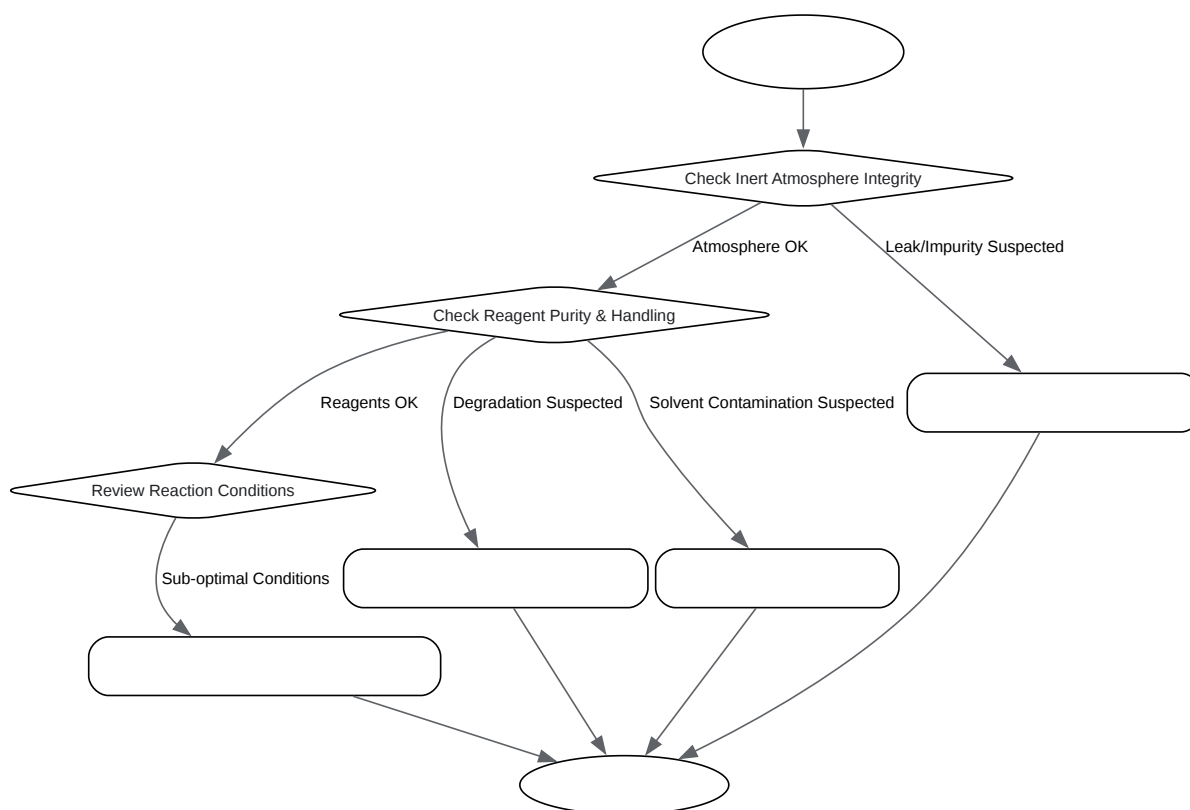 Check Inert Atmosphere Integrity
Atmosphere OK
Leak/Impurity Suspected
Check Reagent Purity & Handling
Reagents OK
Degradation Suspected
Solvent Contamination Suspected
Review Reaction Conditions
Sub-optimal Conditions